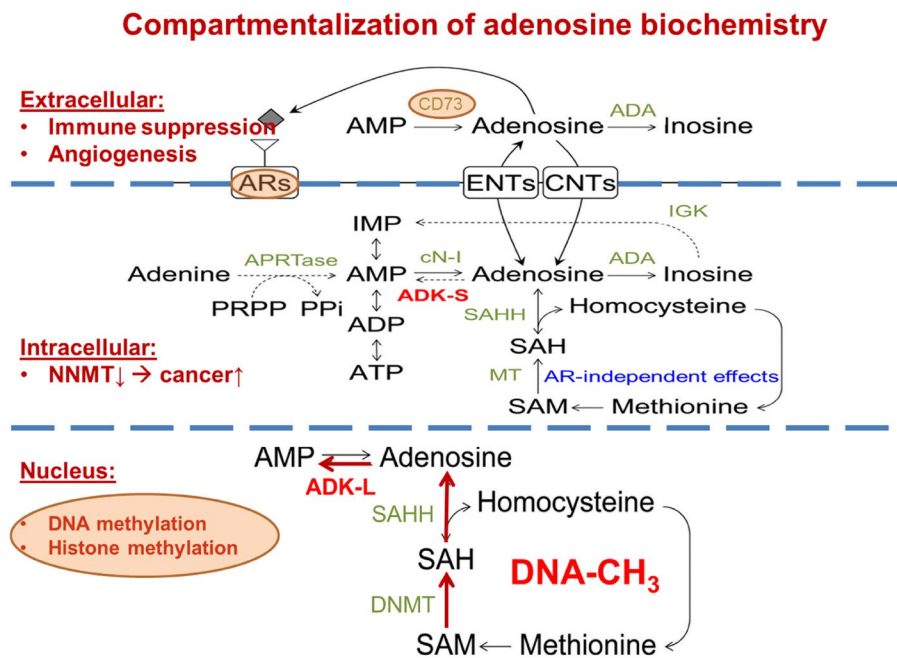 Compartmentalization of adenosine biochemistry
Extracellular:
• Immune suppression
• Angiogenesis
CD73
AMP Adenosine ADA Inosine
ARs ENTs CNTs
IMP IGK
APRTase cN-I ADA
Adenine AMP Adenosine Inosine
ADK-S
PRPP PPi SAHH Homocysteine
ADP
SAH
Intracellular:
• NNMT↓ → cancer↑
ATP MT AR-independent effects
SAM Methionine
Nucleus:
AMP Adenosine
ADK-L
SAHH Homocysteine
• DNA methylation
• Histone methylation
SAH DNA-CH₃
DNMT
SAM Methionine